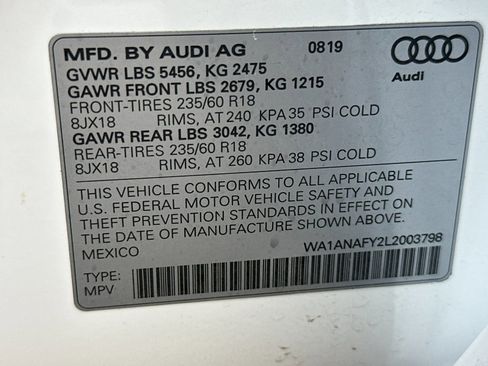 MFD. BY AUDI AG 0819
GVWR LBS 5456, KG 2475
GAWR FRONT LBS 2679, KG 1215
FRONT-TIRES 235/60 R18
8JX18 RIMS, AT 240 KPA 35 PSI COLD
GAWR REAR LBS 3042, KG 1380
REAR-TIRES 235/60 R18
8JX18 RIMS, AT 260 KPA 38 PSI COLD
Audi
THIS VEHICLE CONFORMS TO ALL APPLICABLE
U.S. FEDERAL MOTOR VEHICLE SAFETY AND
THEFT PREVENTION STANDARDS IN EFFECT ON
THE DATE OF MANUFACTURE SHOWN ABOVE.
MEXICO
WA1ANAFY2L2003798
TYPE:
MPV